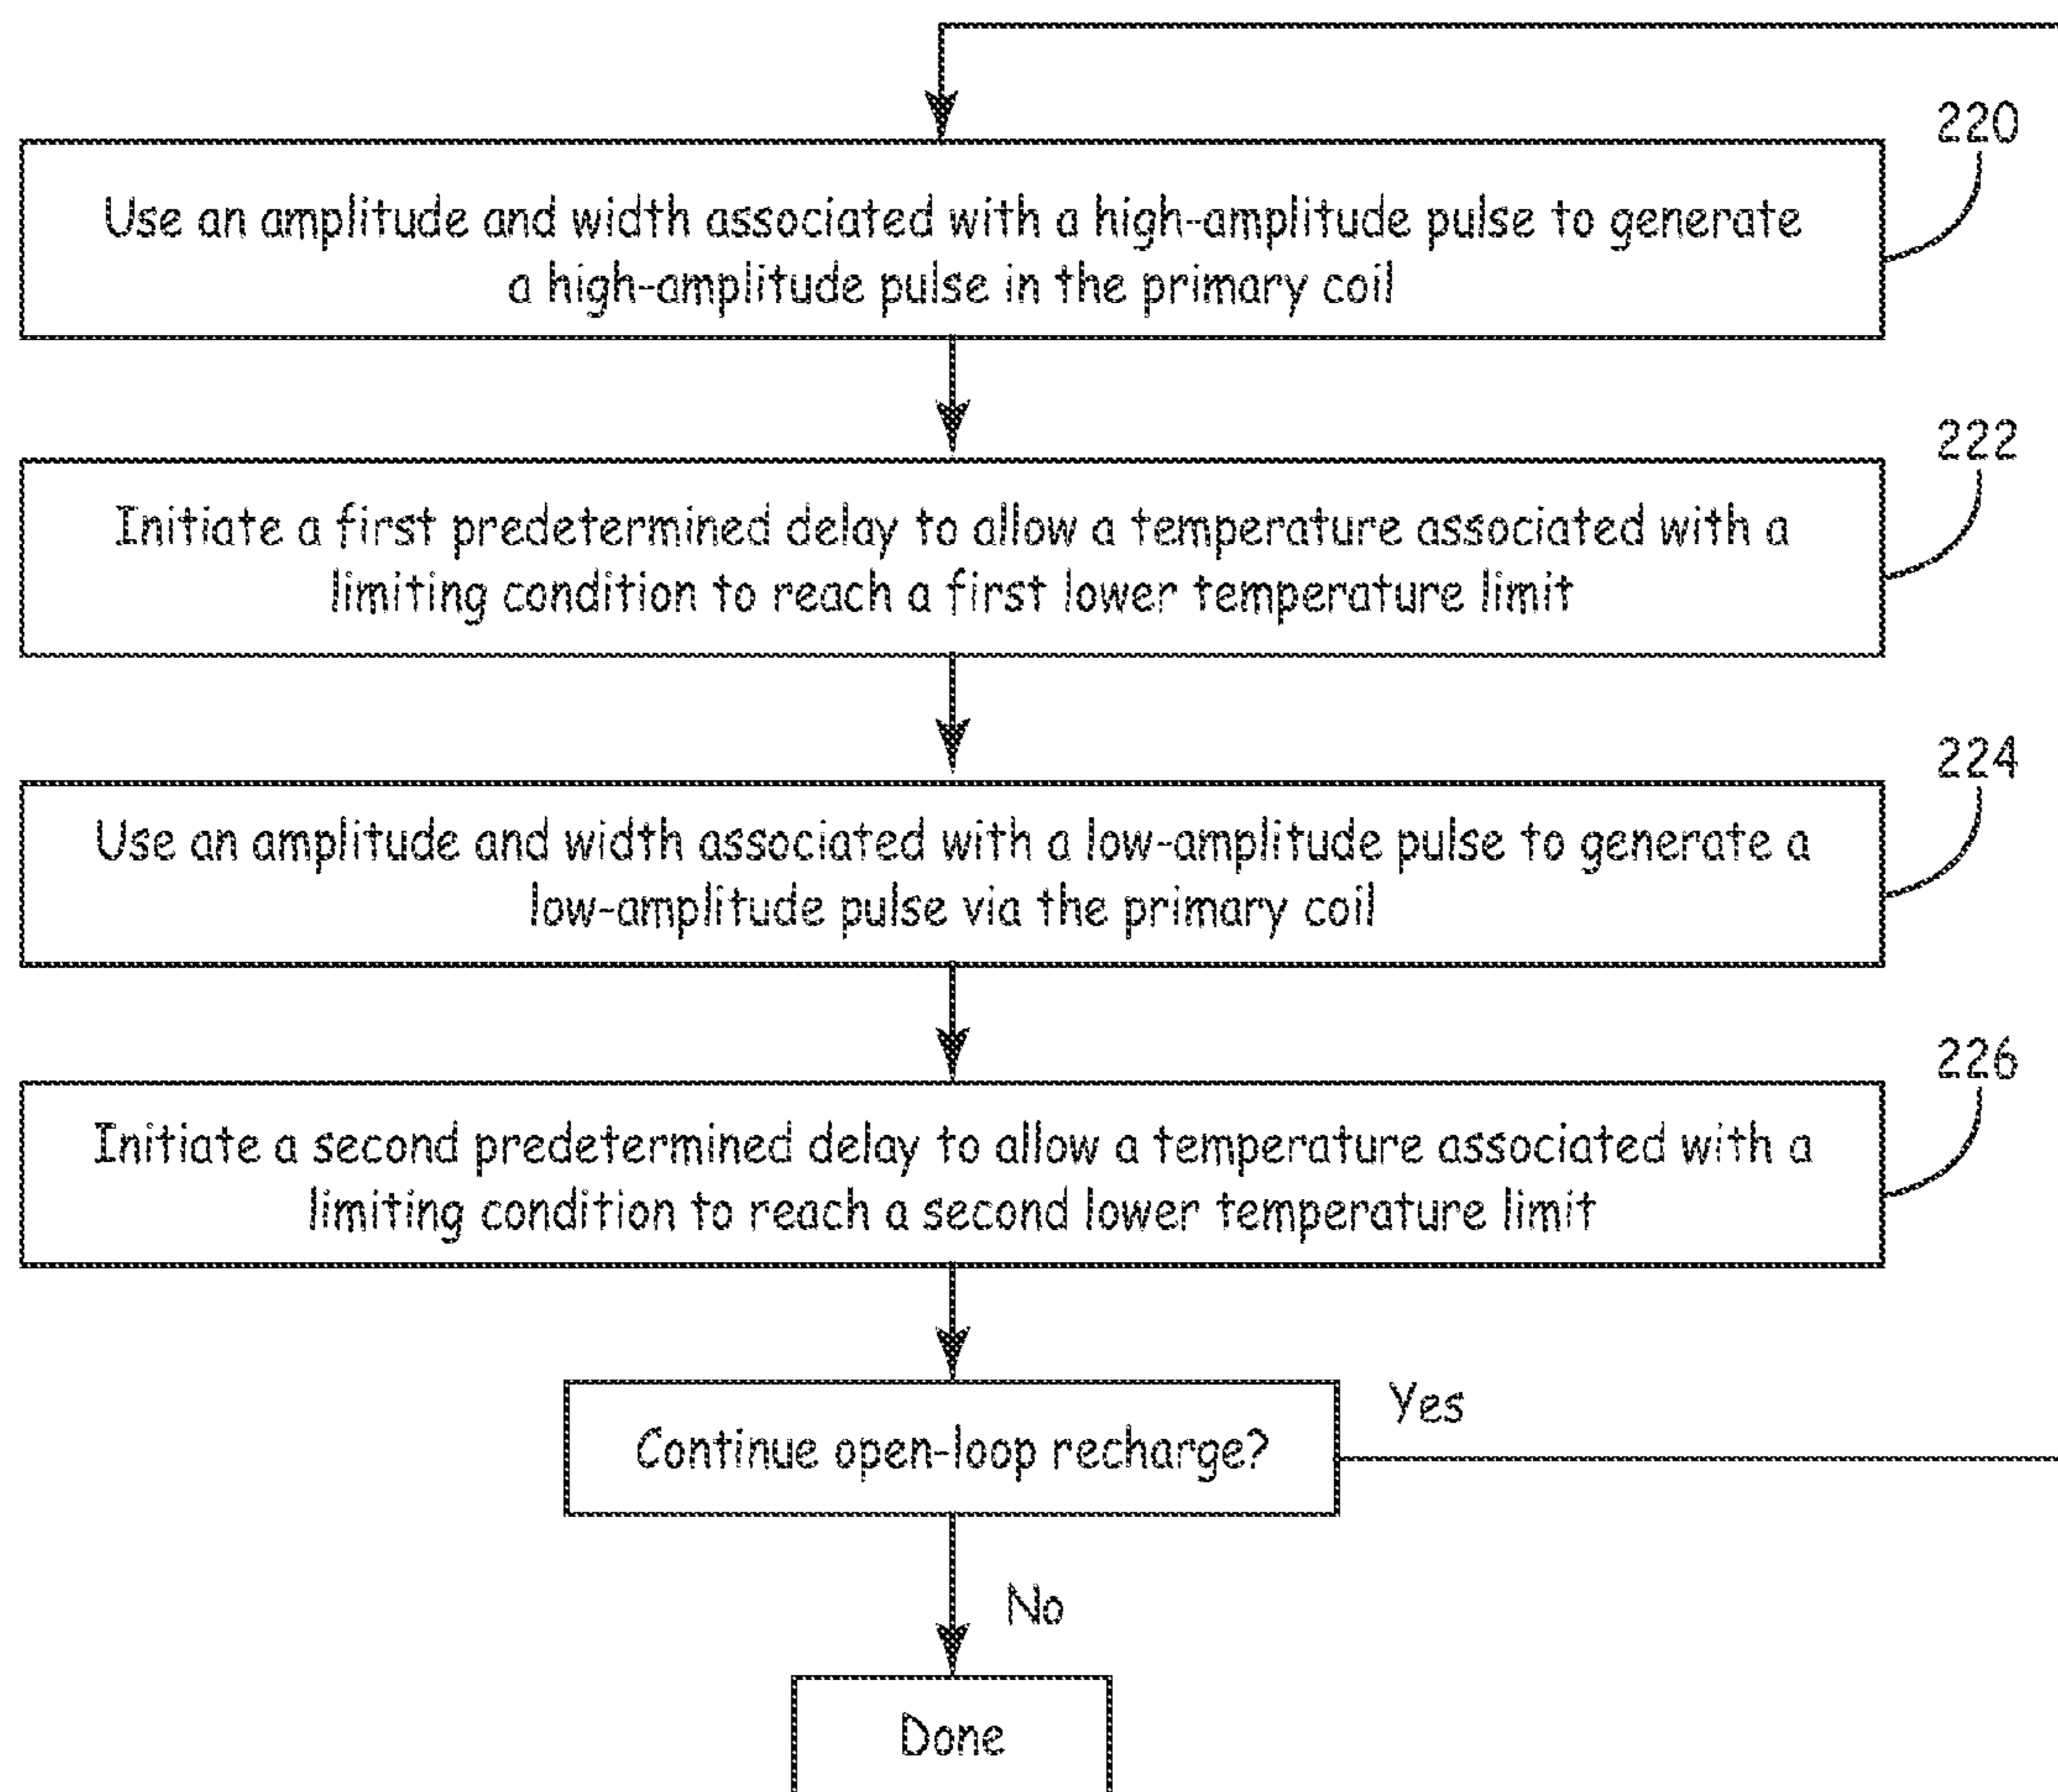 220
Use an amplitude and width associated with a high-amplitude pulse to generate
a high-amplitude pulse in the primary coil
222
Initiate a first predetermined delay to allow a temperature associated with a
limiting condition to reach a first lower temperature limit
224
Use an amplitude and width associated with a low-amplitude pulse to generate a
low-amplitude pulse via the primary coil
226
Initiate a second predetermined delay to allow a temperature associated with a
limiting condition to reach a second lower temperature limit
Continue open-loop recharge?
Yes
No
Done